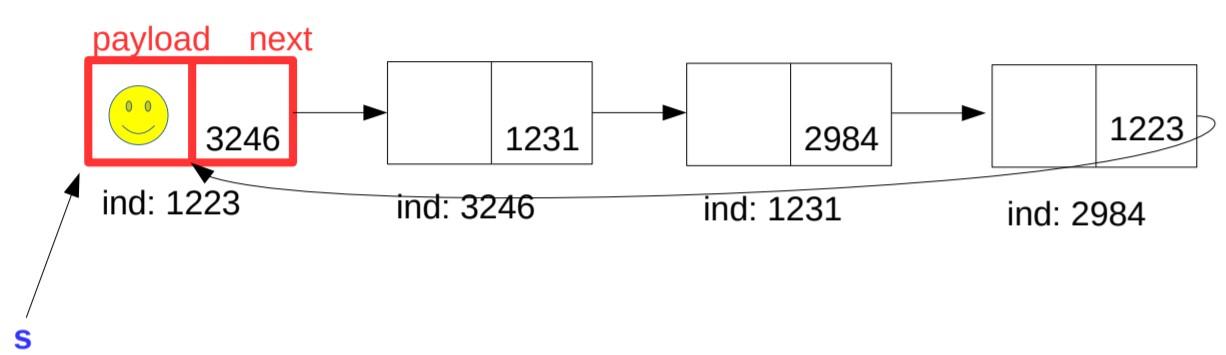 payload next
3246 1231 2984 1223
ind: 1223 ind: 3246 ind: 1231 ind: 2984
s